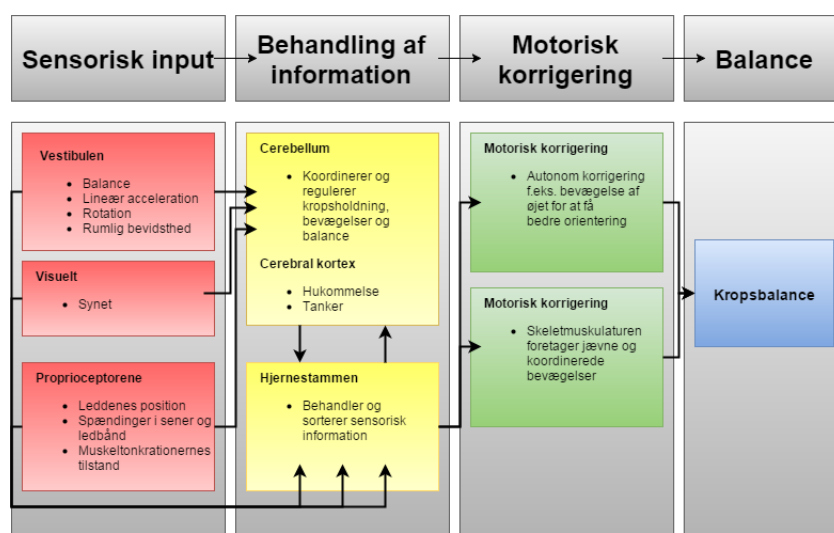 Sensorisk input
Behandling af
information
Motorisk
korrigering
Balance
Vestibulen
Balance
Lineær acceleration
Rotation
Rumlig bevidsthed
Visuelt
Synet
Proprioceptorene
Leddenes position
Spændinger i sener og
ledbånd
Muskeltonkrationernes
tilstand
Cerebellum
Koordinerer og
regulerer
kropsholdning,
bevægelser og
balance
Cerebral kortex
Hukommelse
Tanker
Hjernestammen
Behandler og
sorterer sensorisk
information
Motorisk korrigering
Autonom korrigering
f.eks. bevægelse af
øjet for at få
bedre orientering
Motorisk korrigering
Skeletmuskulaturen
foretager jævne og
koordinerede
bevægelser
Kropsbalance